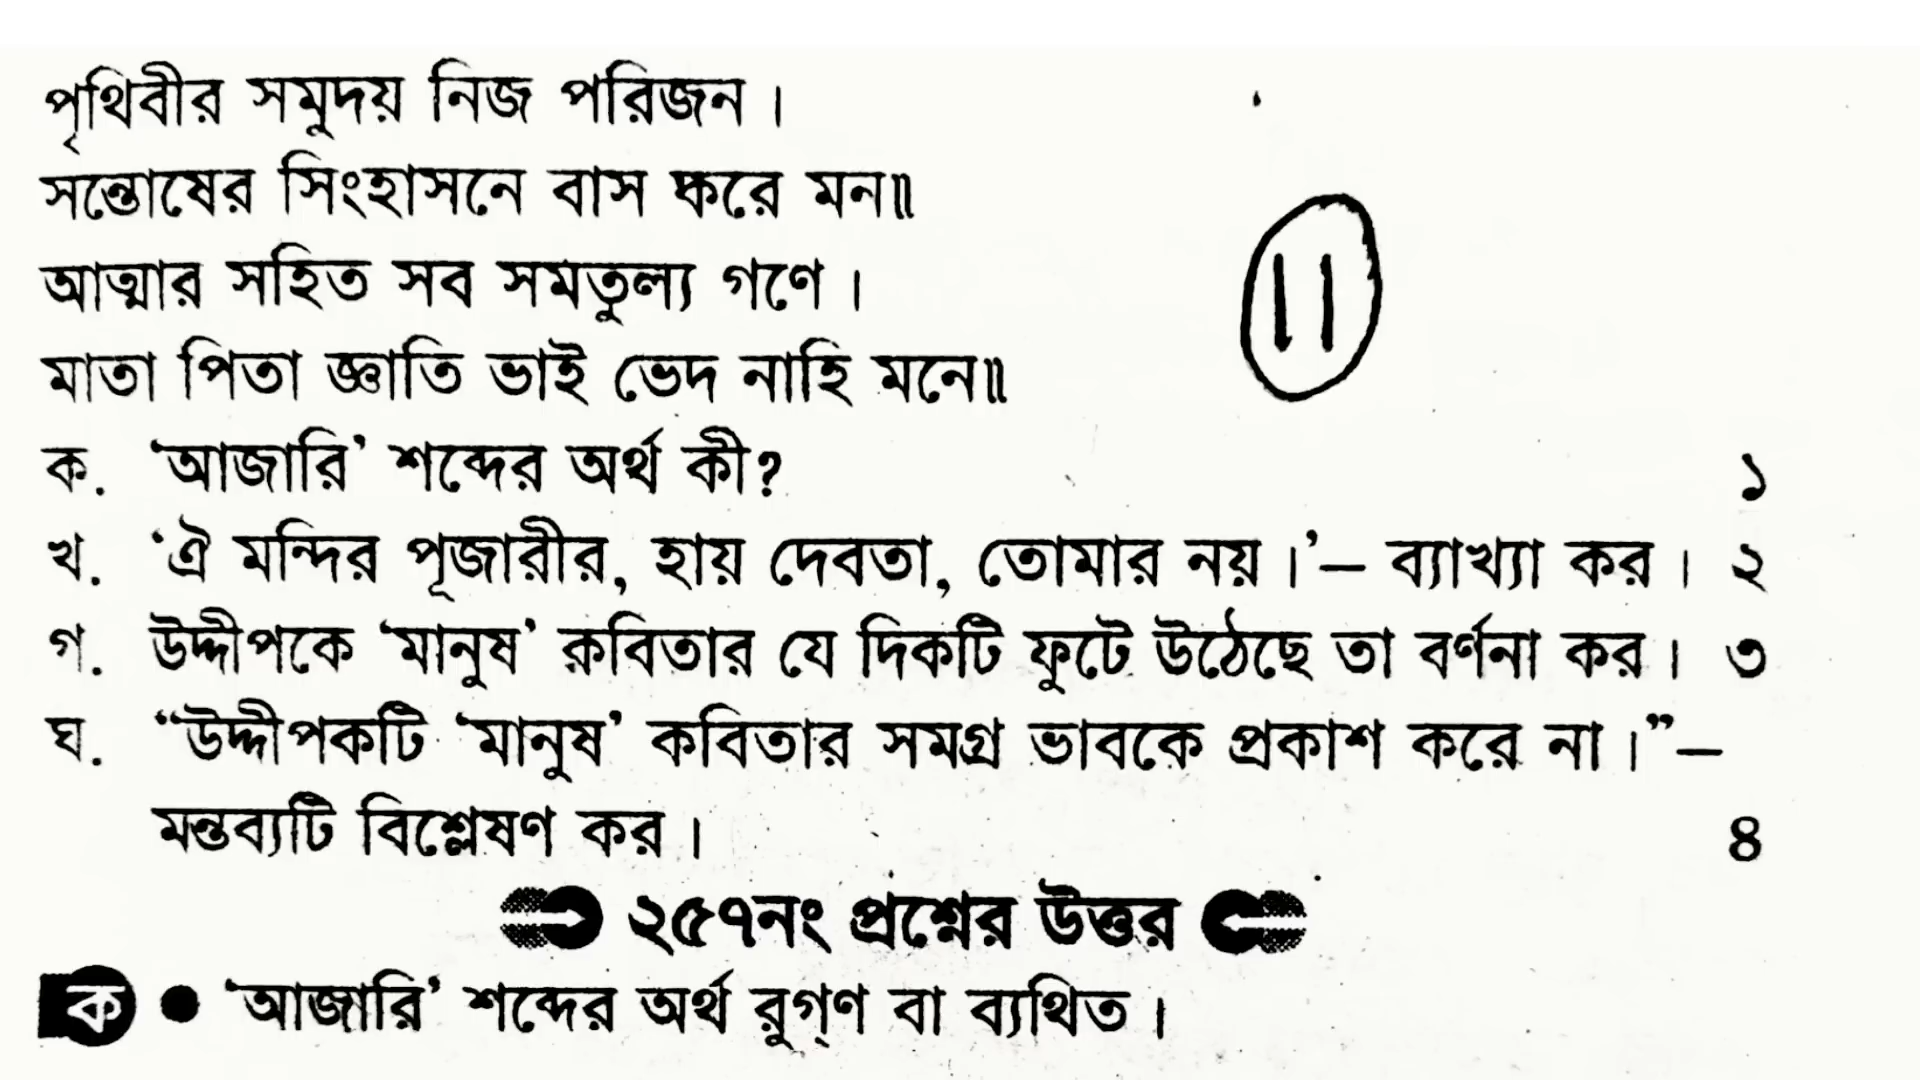 পৃথিবীর সমুদয় নিজ পরিজন।
সন্তোষের সিংহাসনে বাস করে মন॥
আত্মার সহিত সব সমতুল্য গণে।
মাতা পিতা জ্ঞাতি ভাই ভেদ নাহি মনে॥
11
ক. ‘আজারি’ শব্দের অর্থ কী? ১
খ. ‘ঐ মন্দির পূজারীর, হায় দেবতা, তোমার নয়।’– ব্যাখ্যা কর। ২
গ. উদ্দীপকে ‘মানুষ’ কবিতার যে দিকটি ফুটে উঠেছে তা বর্ণনা কর। ৩
ঘ. “উদ্দীপকটি ‘মানুষ’ কবিতার সমগ্র ভাবকে প্রকাশ করে না।”–
মন্তব্যটি বিশ্লেষণ কর। ৪
২৫৭নং প্রশ্নের উত্তর
ক ● ‘আজারি’ শব্দের অর্থ রুগ্‌ণ বা ব্যথিত।